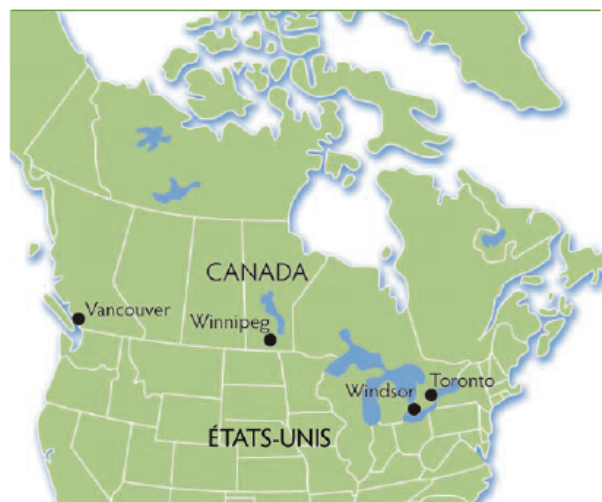 CANADA
Vancouver
Winnipeg
Toronto
Windsor
ÉTATS-UNIS